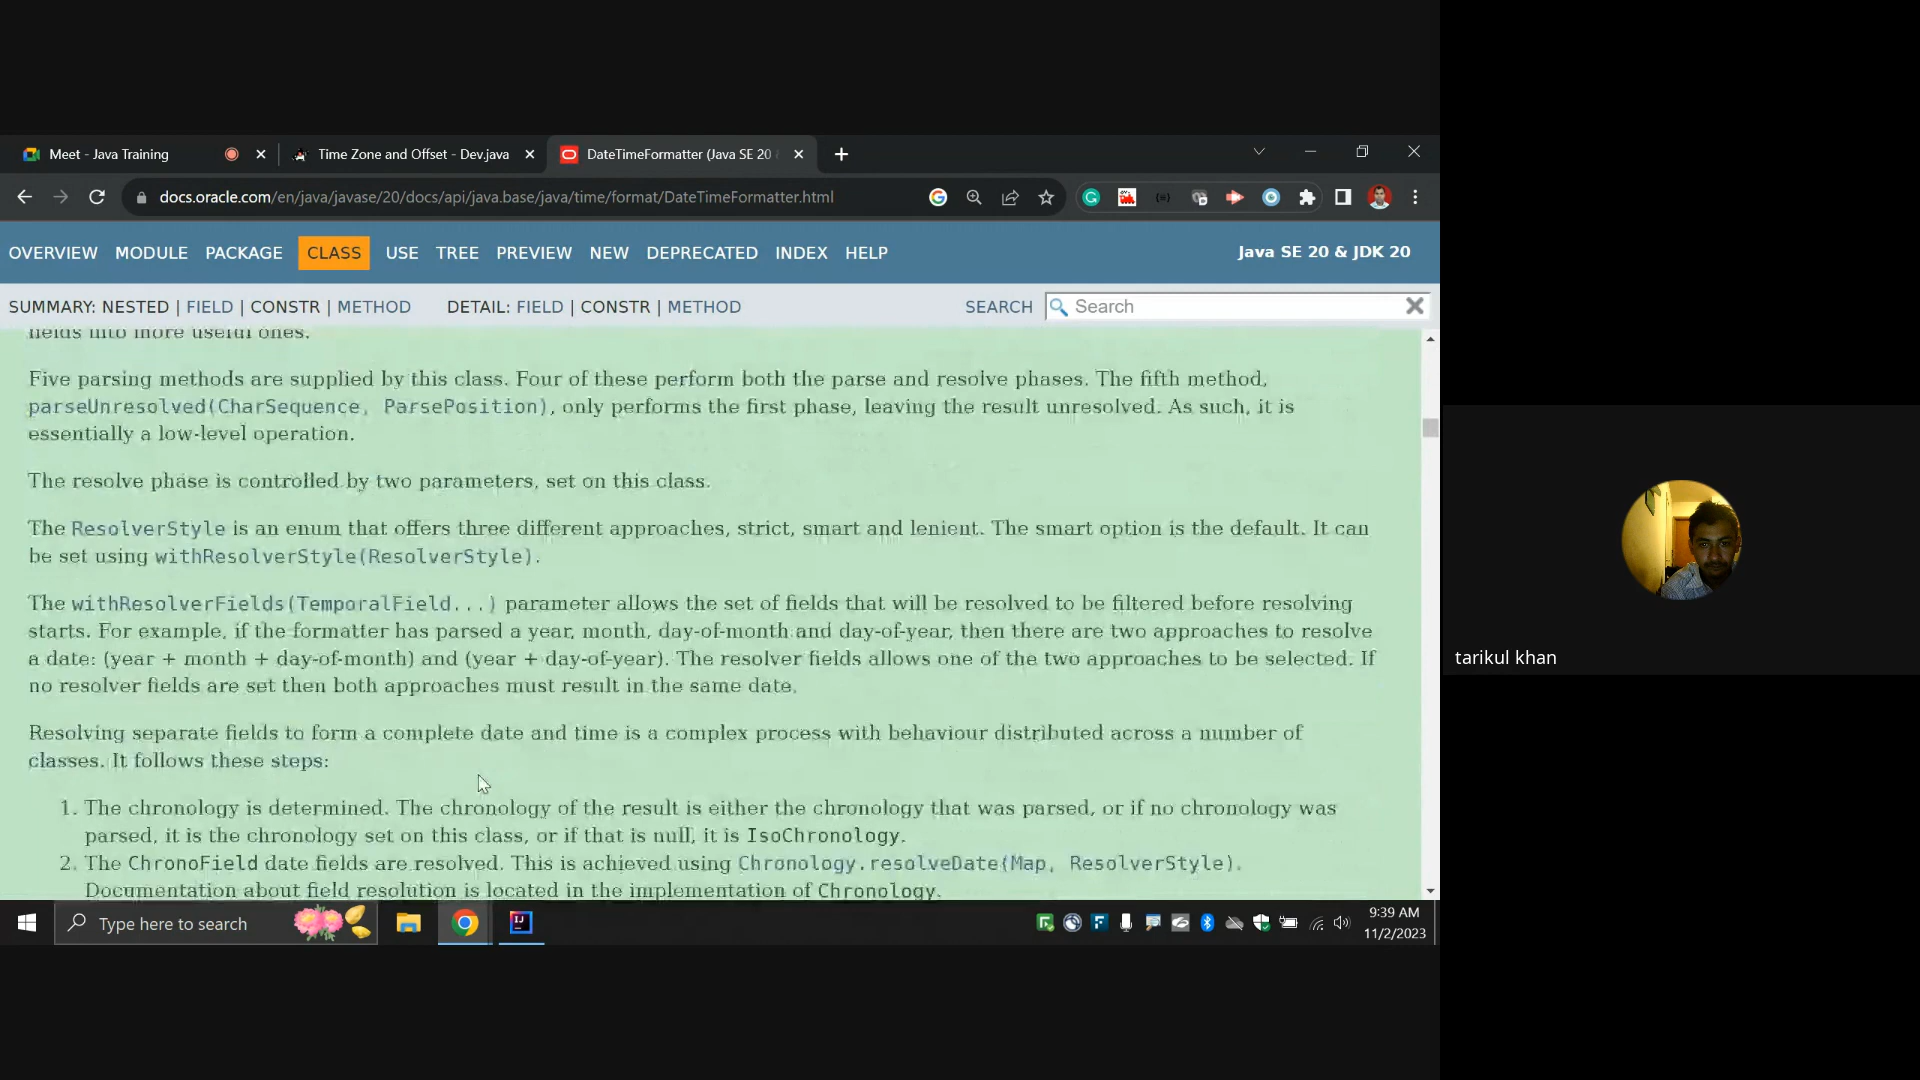 Meet - Java Training
Time Zone and Offset - Dev.java
DateTimeFormatter (Java SE 20
docs.oracle.com/en/java/javase/20/docs/api/java.base/java/time/format/DateTimeFormatter.html
OVERVIEW MODULE PACKAGE CLASS USE TREE PREVIEW NEW DEPRECATED INDEX HELP
Java SE 20 & JDK 20
SUMMARY: NESTED | FIELD | CONSTR | METHOD DETAIL: FIELD | CONSTR | METHOD
SEARCH Search
fields into more useful ones.
Five parsing methods are supplied by this class. Four of these perform both the parse and resolve phases. The fifth method,
parseUnresolved(CharSequence, ParsePosition), only performs the first phase, leaving the result unresolved. As such, it is
essentially a low-level operation.
The resolve phase is controlled by two parameters, set on this class.
The ResolverStyle is an enum that offers three different approaches, strict, smart and lenient. The smart option is the default. It can
be set using withResolverStyle(ResolverStyle).
The withResolverFields(TemporalField...) parameter allows the set of fields that will be resolved to be filtered before resolving
starts. For example, if the formatter has parsed a year, month, day-of-month and day-of-year, then there are two approaches to resolve
a date: (year + month + day-of-month) and (year + day-of-year). The resolver fields allows one of the two approaches to be selected. If
no resolver fields are set then both approaches must result in the same date.
Resolving separate fields to form a complete date and time is a complex process with behaviour distributed across a number of
classes. It follows these steps:
1. The chronology is determined. The chronology of the result is either the chronology that was parsed, or if no chronology was
parsed, it is the chronology set on this class, or if that is null, it is IsoChronology.
2. The ChronoField date fields are resolved. This is achieved using Chronology.resolveDate(Map, ResolverStyle).
Documentation about field resolution is located in the implementation of Chronology.
tarikul khan
Type here to search
9:39 AM
11/2/2023